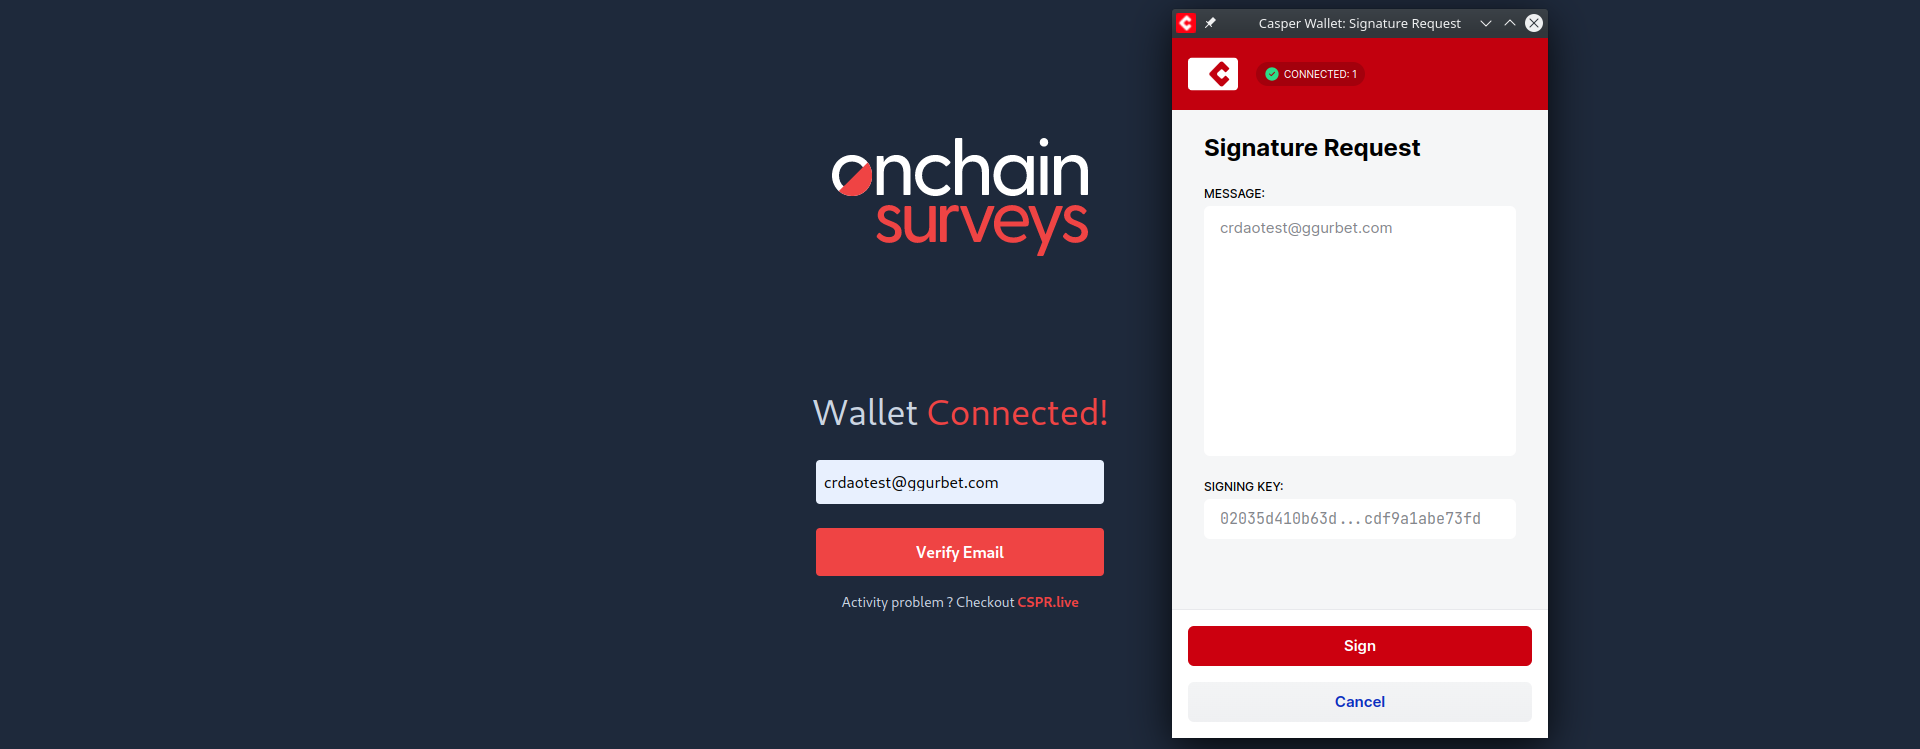 onchain
surveys
Wallet Connected!
crdaotest@ggurbet.com
Verify Email
Activity problem ? Checkout CSPR.live
Casper Wallet: Signature Request
CONNECTED: 1
Signature Request
MESSAGE:
crdaotest@ggurbet.com
SIGNING KEY:
02035d410b63d...cdf9a1abe73fd
Sign
Cancel